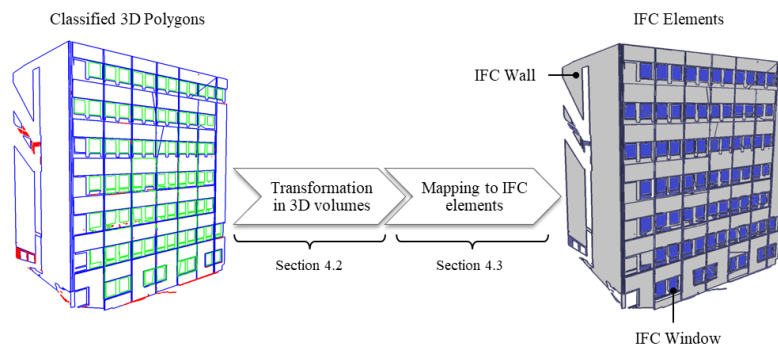 Classified 3D Polygons
IFC Elements
IFC Wall
Transformation
in 3D volumes
Mapping to IFC
elements
Section 4.2
Section 4.3
IFC Window